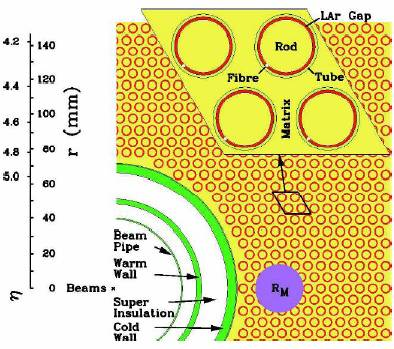 LAr Gap
Rod
Fibre
Tube
Matrix
4.2
4.4
4.6
4.8
5.0
η
140
120
100
80
60
40
20
0
r (mm)
Beam
Pipe
Warm
Wall
Beams
Super
Insulation
Cold
Wall
RM